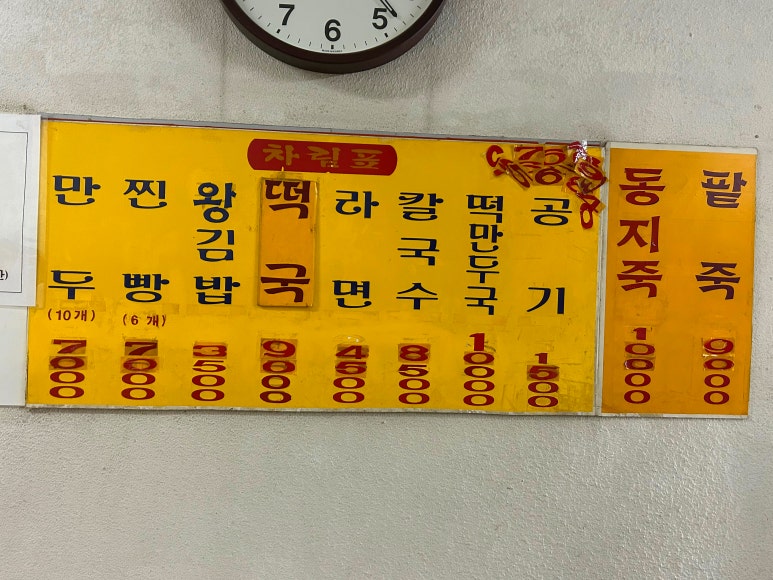 7 6 5
차림표
만두
(10개)
7000
찐빵
(6개)
7000
왕김밥
3500
떡국
9000
라면
4500
칼국수
8500
떡만두국
10000
공기
1500
동지죽
10000
팥죽
9000